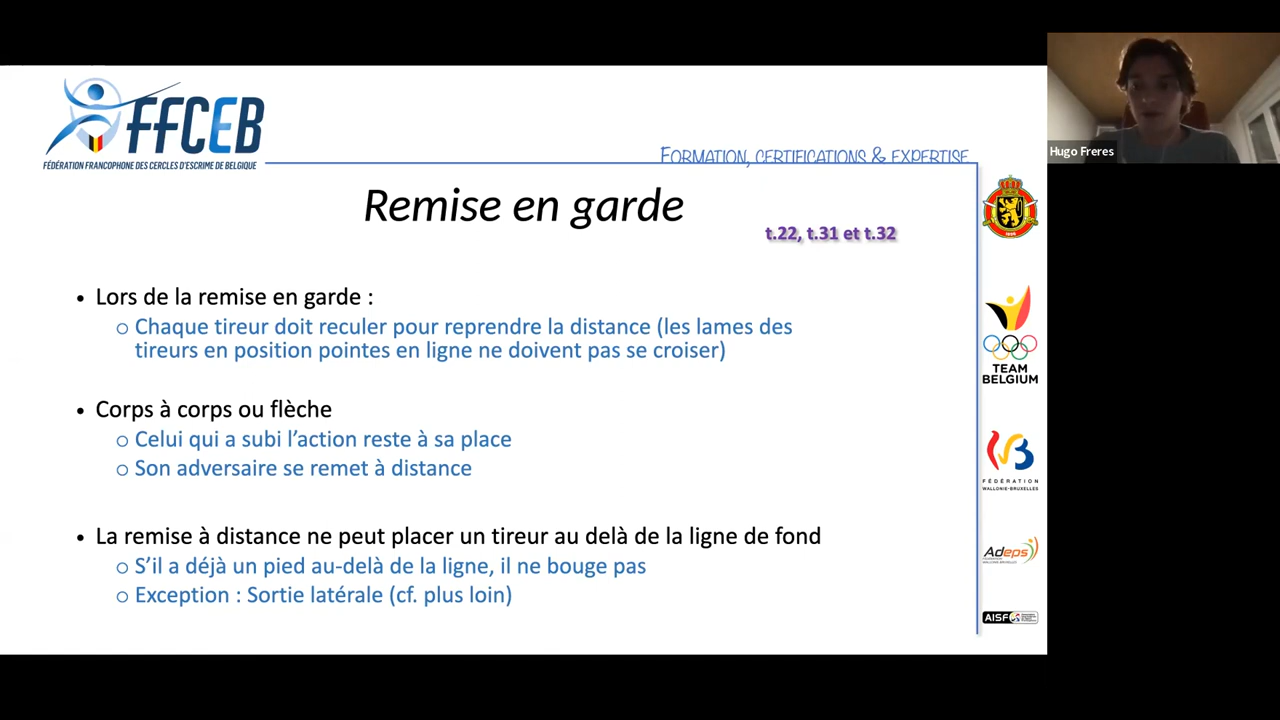 FFCEB
FÉDÉRATION FRANCOPHONE DES CERCLES D'ESCRIME DE BELGIQUE
FORMATION, CERTIFICATIONS & EXPERTISE
Hugo Freres
Remise en garde
t.22, t.31 et t.32
• Lors de la remise en garde :
o Chaque tireur doit reculer pour reprendre la distance (les lames des
tireurs en position pointes en ligne ne doivent pas se croiser)
• Corps à corps ou flèche
o Celui qui a subi l'action reste à sa place
o Son adversaire se remet à distance
• La remise à distance ne peut placer un tireur au delà de la ligne de fond
o S'il a déjà un pied au-delà de la ligne, il ne bouge pas
o Exception : Sortie latérale (cf. plus loin)
TEAM
BELGIUM
FÉDÉRATION
WALLONIE-BRUXELLES
Adeps
AISF